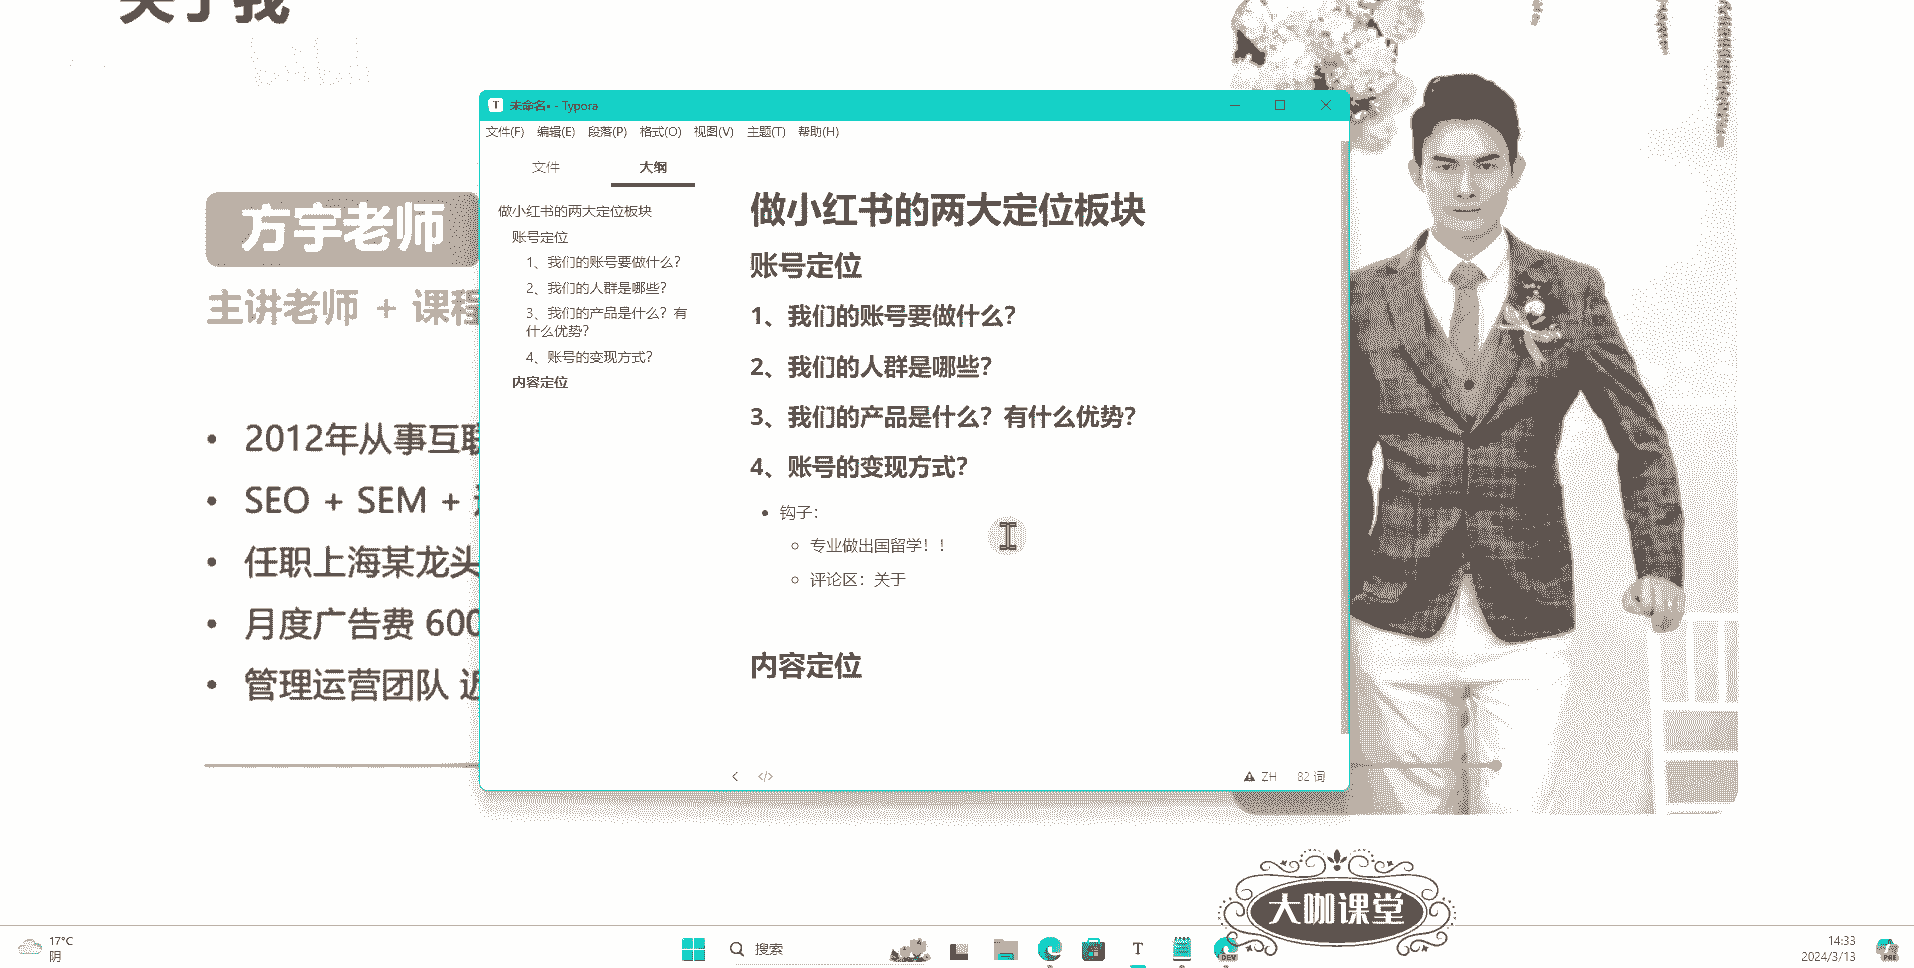 关于我
bilibili
未命名• - Typora
文件(F) 编辑(E) 段落(P) 格式(O) 视图(V) 主题(T) 帮助(H)
文件 大纲
做小红书的两大定位板块
账号定位
1、我们的账号要做什么？
2、我们的人群是哪些？
3、我们的产品是什么？有
什么优势？
4、账号的变现方式？
内容定位
做小红书的两大定位板块
账号定位
1、我们的账号要做什么？
2、我们的人群是哪些？
3、我们的产品是什么？有什么优势？
4、账号的变现方式？
钩子：
专业做出国留学！！
评论区：关于
内容定位
ZH 82 词
方宇老师
主讲老师 + 课程
• 2012年从事互联
• SEO + SEM +
• 任职上海某龙头
• 月度广告费 600
• 管理运营团队 近
大咖课堂
17°C
阴
搜索
T
DEV
14:33
2024/3/13
PRE